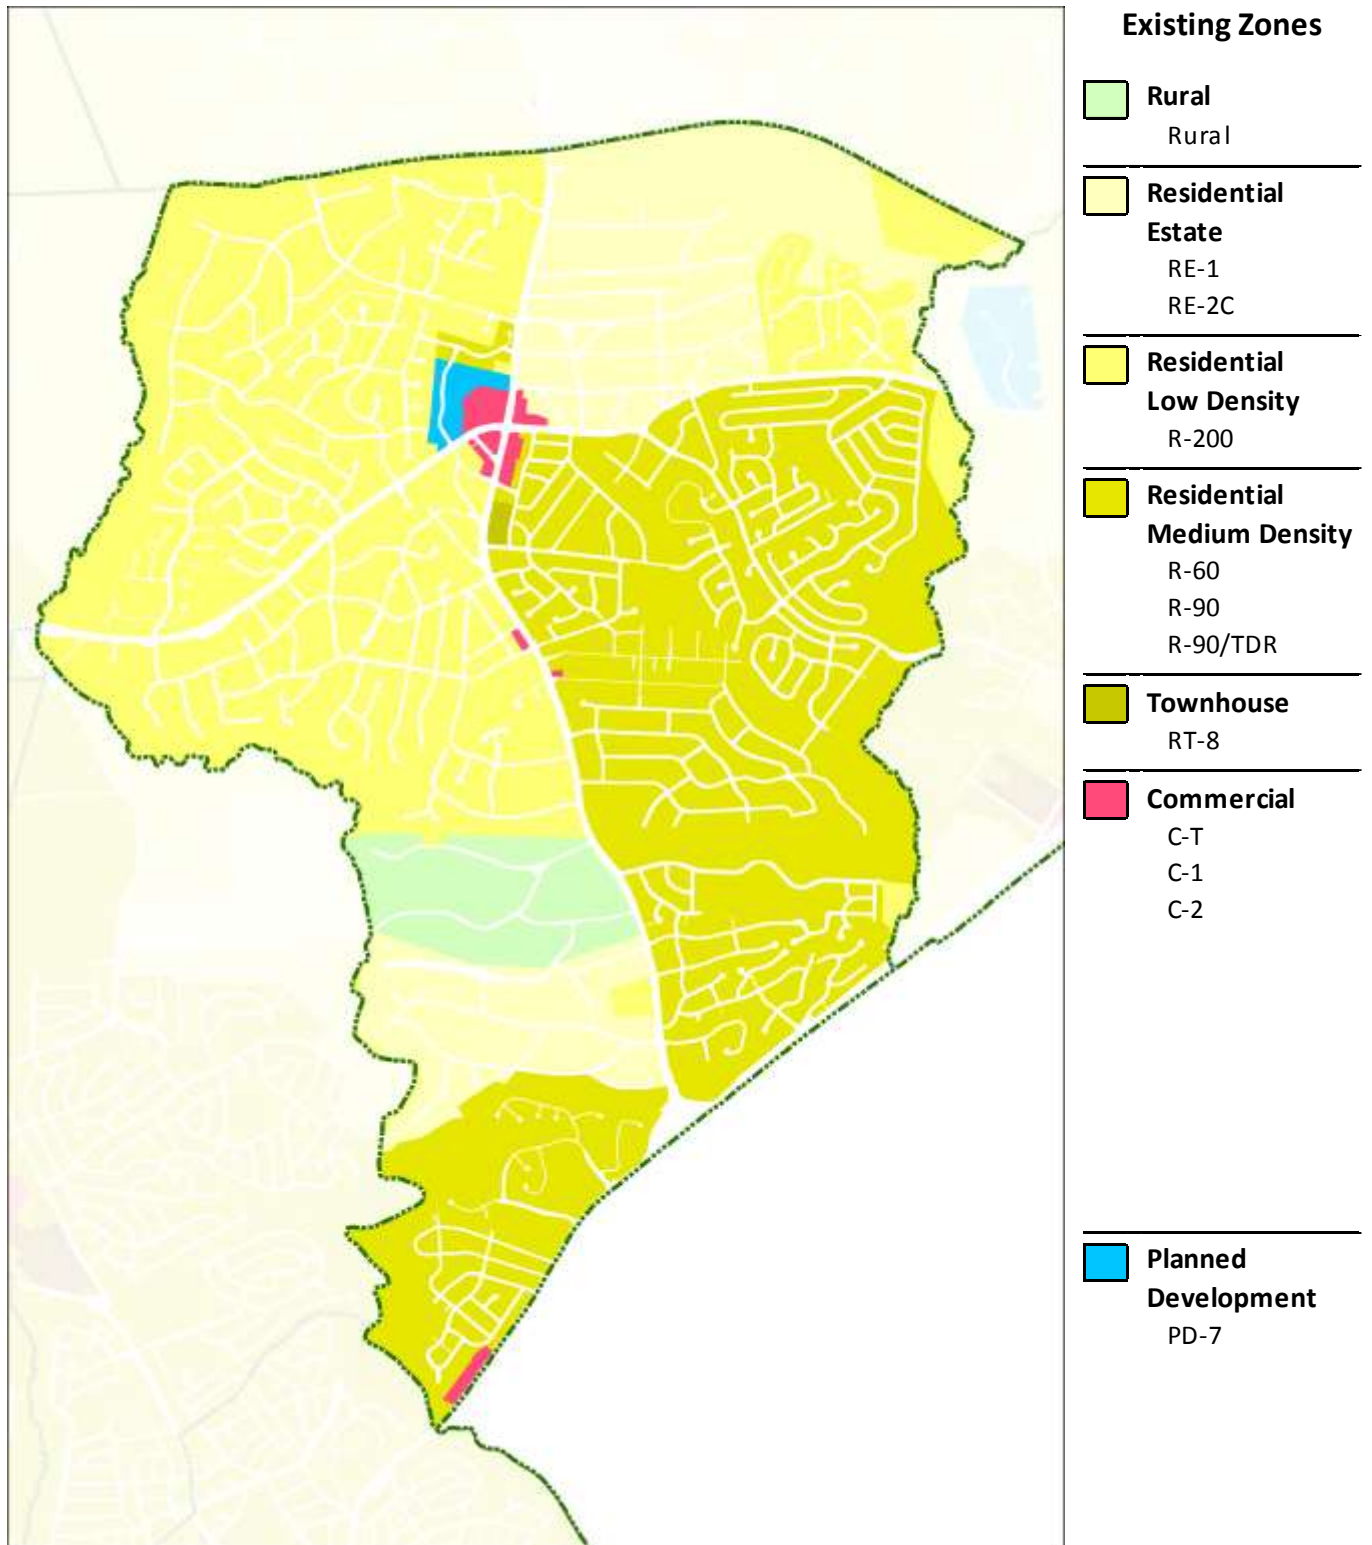 Existing Zones
Rural
Rural
Residential
Estate
RE-1
RE-2C
Residential
Low Density
R-200
Residential
Medium Density
R-60
R-90
R-90/TDR
Townhouse
RT-8
Commercial
C-T
C-1
C-2
Planned
Development
PD-7